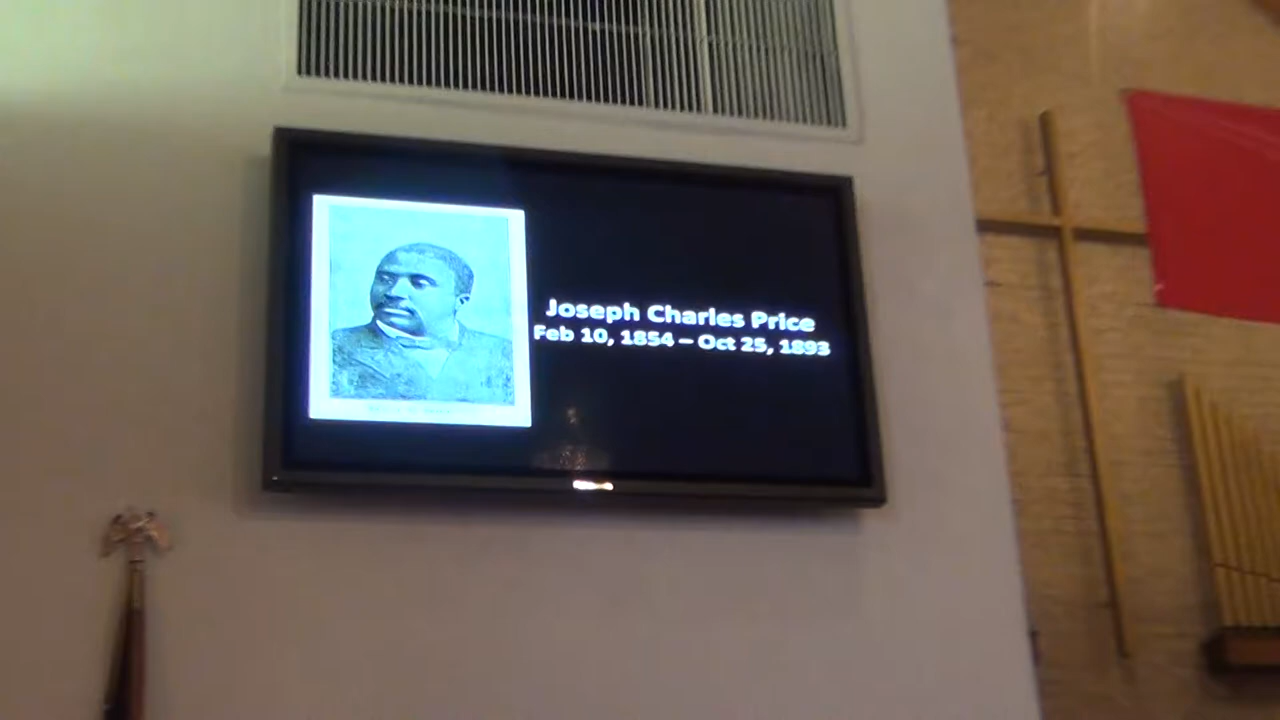 Joseph Charles Price
Feb 10, 1854 – Oct 25, 1893